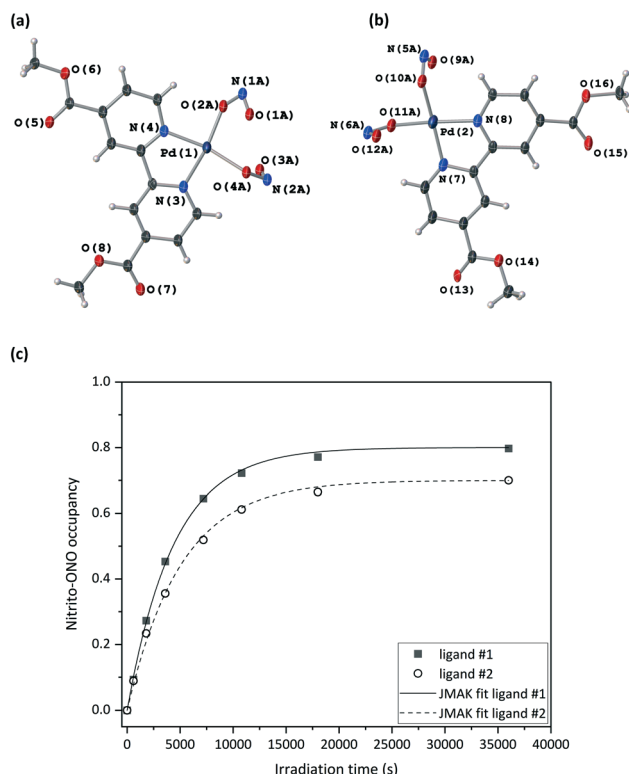 (a)
O(6)
N(1A)
O(2A)
O(5)
N(4)
O(1A)
Pd(1)
O(3A)
O(4A)
N(2A)
N(3)
O(8)
O(7)
(b)
N(5A)
O(9A)
O(10A)
O(16)
O(11A)
N(6A)
N(8)
O(12A)
Pd(2)
O(15)
N(7)
O(14)
O(13)
(c)
Nitrito-ONO occupancy
1.0
0.8
0.6
0.4
0.2
0.0
ligand #1
ligand #2
JMAK fit ligand #1
JMAK fit ligand #2
0 5000 10000 15000 20000 25000 30000 35000 40000
Irradiation time (s)